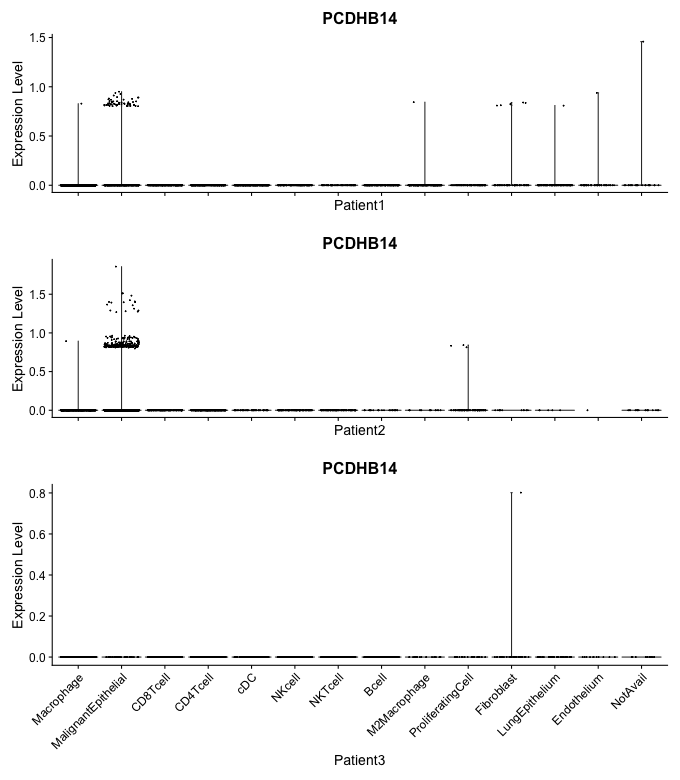 PCDHB14
Expression Level
1.5
1.0
0.5
0.0
Patient1
PCDHB14
Expression Level
1.5
1.0
0.5
0.0
Patient2
PCDHB14
Expression Level
0.8
0.6
0.4
0.2
0.0
Macrophage
MalignantEpithelial
CD8Tcell
CD4Tcell
cDC
NKcell
NKTcell
Bcell
M2Macrophage
ProliferatingCell
Fibroblast
LungEpithelium
Endothelium
NotAvail
Patient3